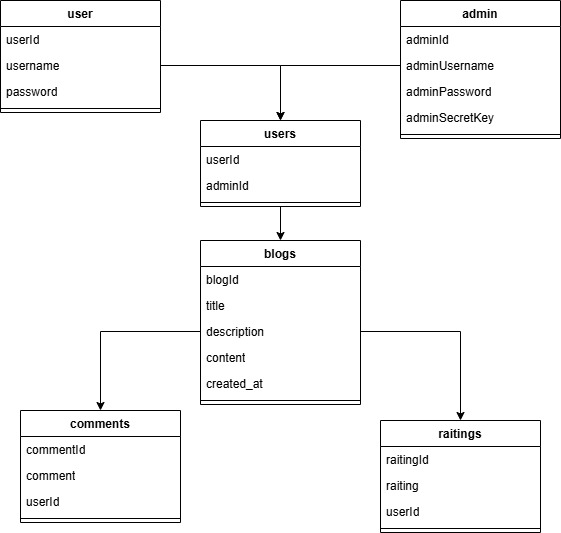 user
userId
username
password
admin
adminId
adminUsername
adminPassword
adminSecretKey
users
userId
adminId
blogs
blogId
title
description
content
created_at
comments
commentId
comment
userId
raitings
raitingId
raiting
userId